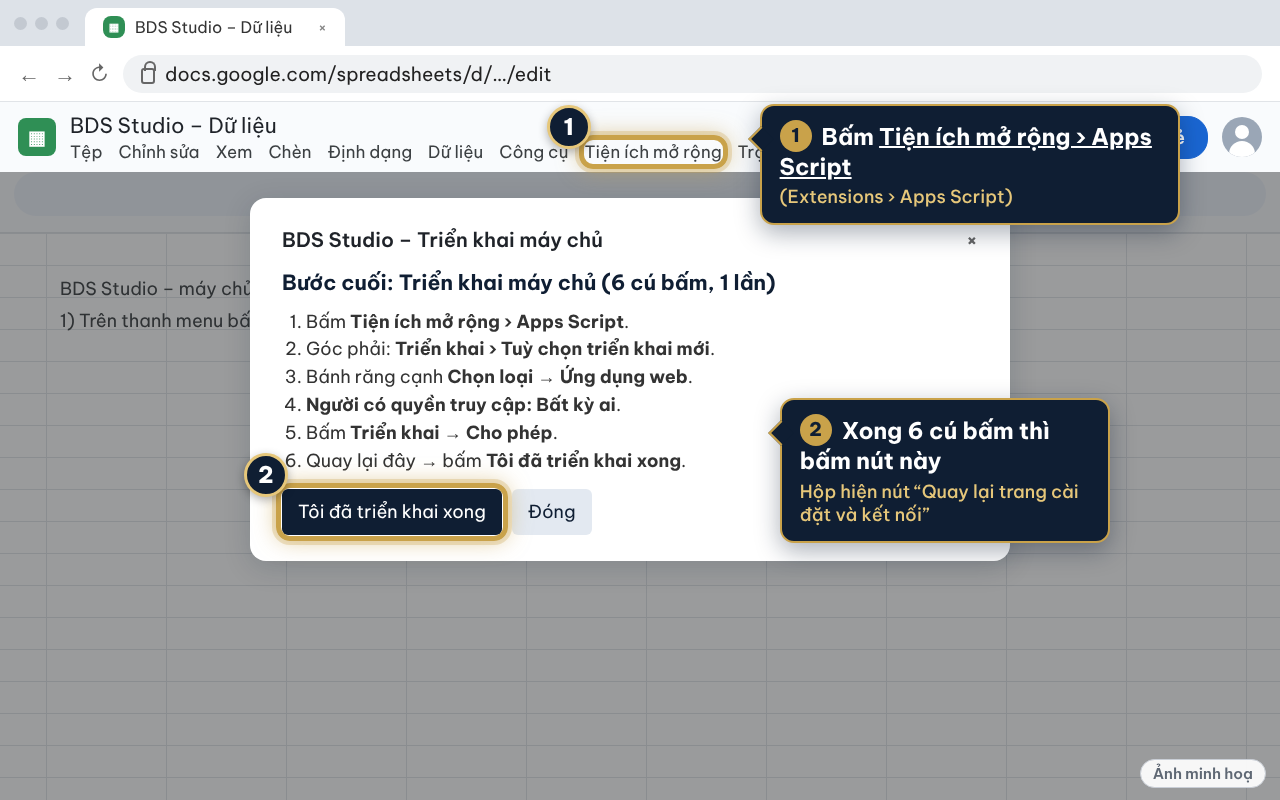 BDS Studio – Dữ liệu
docs.google.com/spreadsheets/d/…/edit
BDS Studio – Dữ liệu
Tệp Chỉnh sửa Xem Chèn Định dạng Dữ liệu Công cụ Tiện ích mở rộng
1
1 Bấm Tiện ích mở rộng › Apps
Script
(Extensions › Apps Script)
BDS Studio – máy chủ
1) Trên thanh menu
BDS Studio – Triển khai máy chủ
Bước cuối: Triển khai máy chủ (6 cú bấm, 1 lần)
1. Bấm Tiện ích mở rộng › Apps Script.
2. Góc phải: Triển khai › Tuỳ chọn triển khai mới.
3. Bánh răng cạnh Chọn loại → Ứng dụng web.
4. Người có quyền truy cập: Bất kỳ ai.
5. Bấm Triển khai → Cho phép.
6. Quay lại đây → bấm Tôi đã triển khai xong.
2
Tôi đã triển khai xong
Đóng
2 Xong 6 cú bấm thì
bấm nút này
Hộp hiện nút “Quay lại trang cài
đặt và kết nối”
Ảnh minh hoạ